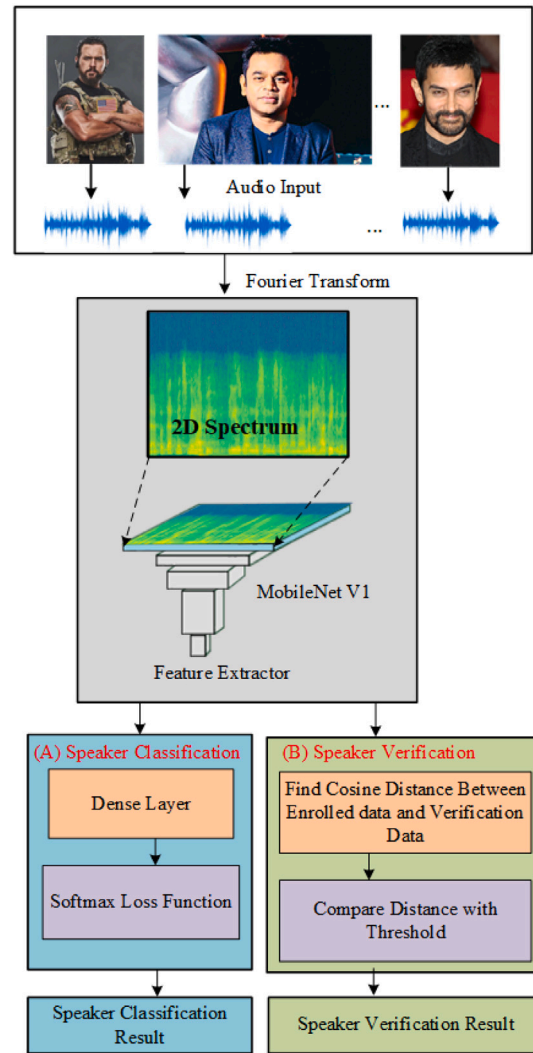 ...
Audio Input
...
Fourier Transform
2D Spectrum
MobileNet V1
Feature Extractor
(A) Speaker Classification
Dense Layer
Softmax Loss Function
Speaker Classification
Result
(B) Speaker Verification
Find Cosine Distance Between
Enrolled data and Verification
Data
Compare Distance with
Threshold
Speaker Verification Result